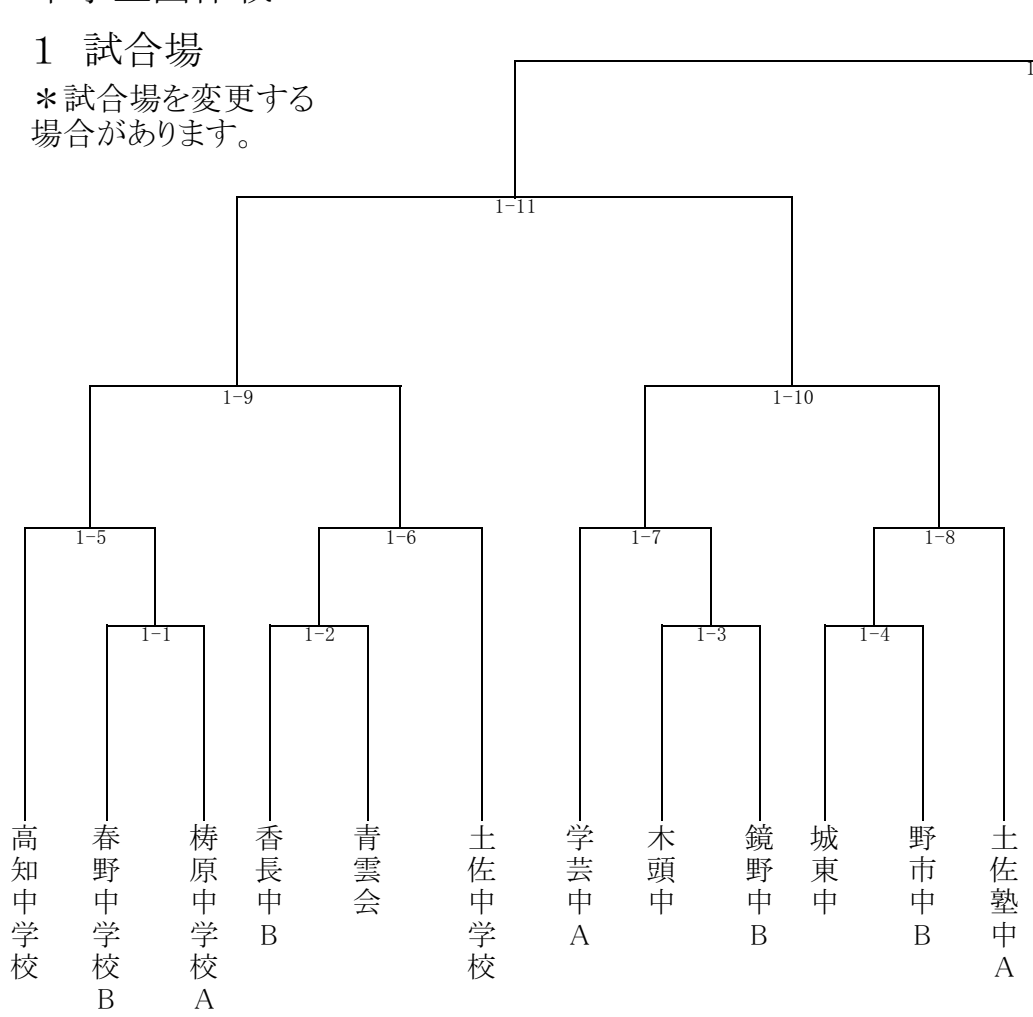 1 試合場
＊試合場を変更する
場合があります。
1-11
1-9
1-10
1-5
1-6
1-7
1-8
1-1
1-2
1-3
1-4
高知中学校
春野中学校B
梼原中学校A
香長中B
青雲会
土佐中学校
学芸中A
木頭中
鏡野中B
城東中
野市中B
土佐塾中A